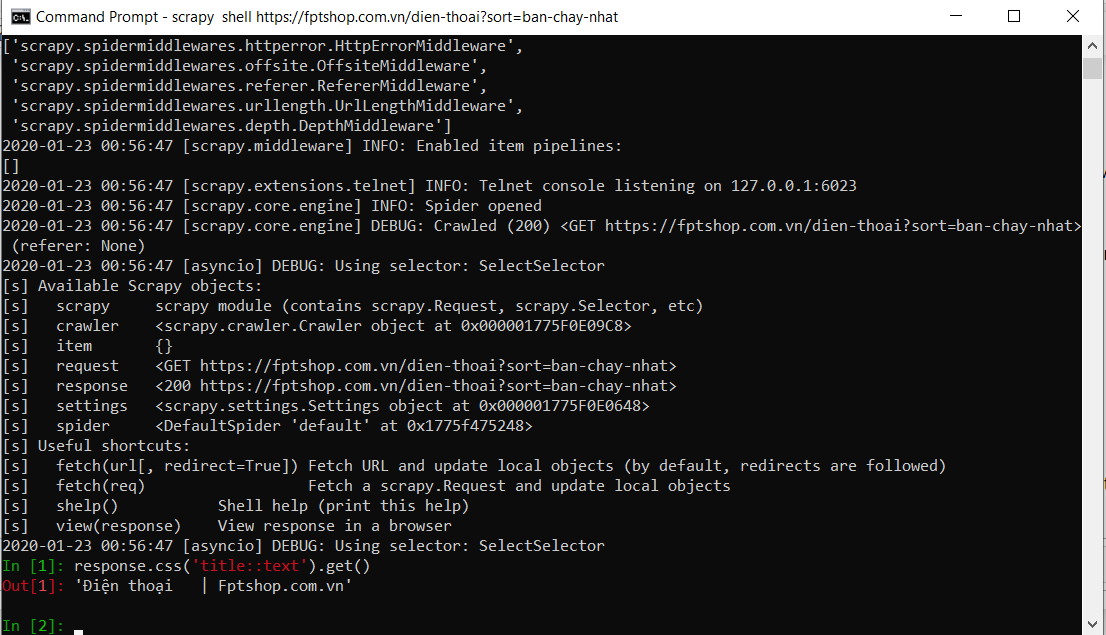 Command Prompt - scrapy  shell https://fptshop.com.vn/dien-thoai?sort=ban-chay-nhat
['scrapy.spidermiddlewares.httperror.HttpErrorMiddleware',
 'scrapy.spidermiddlewares.offsite.OffsiteMiddleware',
 'scrapy.spidermiddlewares.referer.RefererMiddleware',
 'scrapy.spidermiddlewares.urllength.UrlLengthMiddleware',
 'scrapy.spidermiddlewares.depth.DepthMiddleware']
2020-01-23 00:56:47 [scrapy.middleware] INFO: Enabled item pipelines:
[]
2020-01-23 00:56:47 [scrapy.extensions.telnet] INFO: Telnet console listening on 127.0.0.1:6023
2020-01-23 00:56:47 [scrapy.core.engine] INFO: Spider opened
2020-01-23 00:56:47 [scrapy.core.engine] DEBUG: Crawled (200) <GET https://fptshop.com.vn/dien-thoai?sort=ban-chay-nhat>
 (referer: None)
2020-01-23 00:56:47 [asyncio] DEBUG: Using selector: SelectSelector
[s] Available Scrapy objects:
[s]   scrapy     scrapy module (contains scrapy.Request, scrapy.Selector, etc)
[s]   crawler    <scrapy.crawler.Crawler object at 0x000001775F0E09C8>
[s]   item       {}
[s]   request    <GET https://fptshop.com.vn/dien-thoai?sort=ban-chay-nhat>
[s]   response   <200 https://fptshop.com.vn/dien-thoai?sort=ban-chay-nhat>
[s]   settings   <scrapy.settings.Settings object at 0x000001775F0E0648>
[s]   spider     <DefaultSpider 'default' at 0x1775f475248>
[s] Useful shortcuts:
[s]   fetch(url[, redirect=True]) Fetch URL and update local objects (by default, redirects are followed)
[s]   fetch(req)                  Fetch a scrapy.Request and update local objects
[s]   shelp()           Shell help (print this help)
[s]   view(response)    View response in a browser
2020-01-23 00:56:47 [asyncio] DEBUG: Using selector: SelectSelector
In [1]: response.css('title::text').get()
Out[1]: 'Điện thoại   | Fptshop.com.vn'
In [2]: